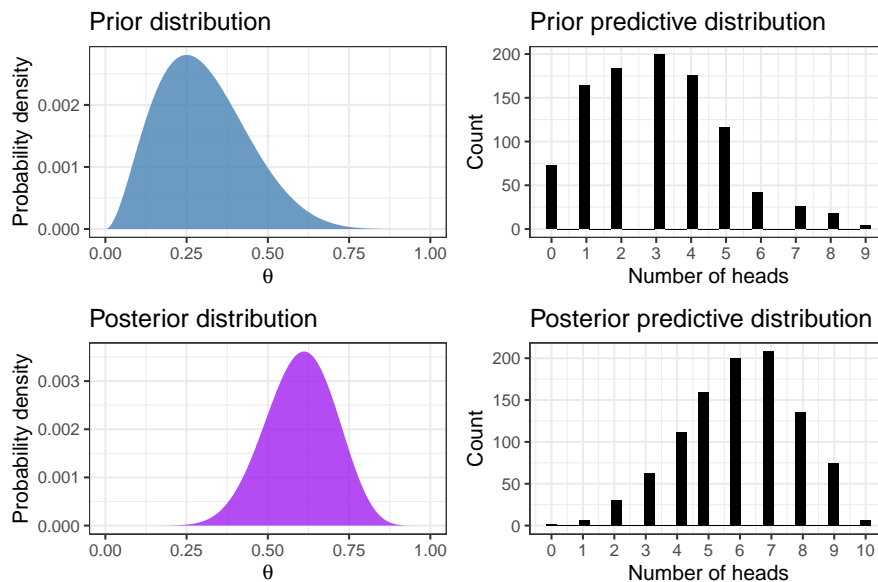 Prior distribution
Probability density
0.002
0.001
0.000
0.00 0.25 0.50 0.75 1.00
θ
Prior predictive distribution
Count
200
150
100
50
0
0 1 2 3 4 5 6 7 8 9
Number of heads
Posterior distribution
Probability density
0.003
0.002
0.001
0.000
0.00 0.25 0.50 0.75 1.00
θ
Posterior predictive distribution
Count
200
150
100
50
0
0 1 2 3 4 5 6 7 8 9 10
Number of heads